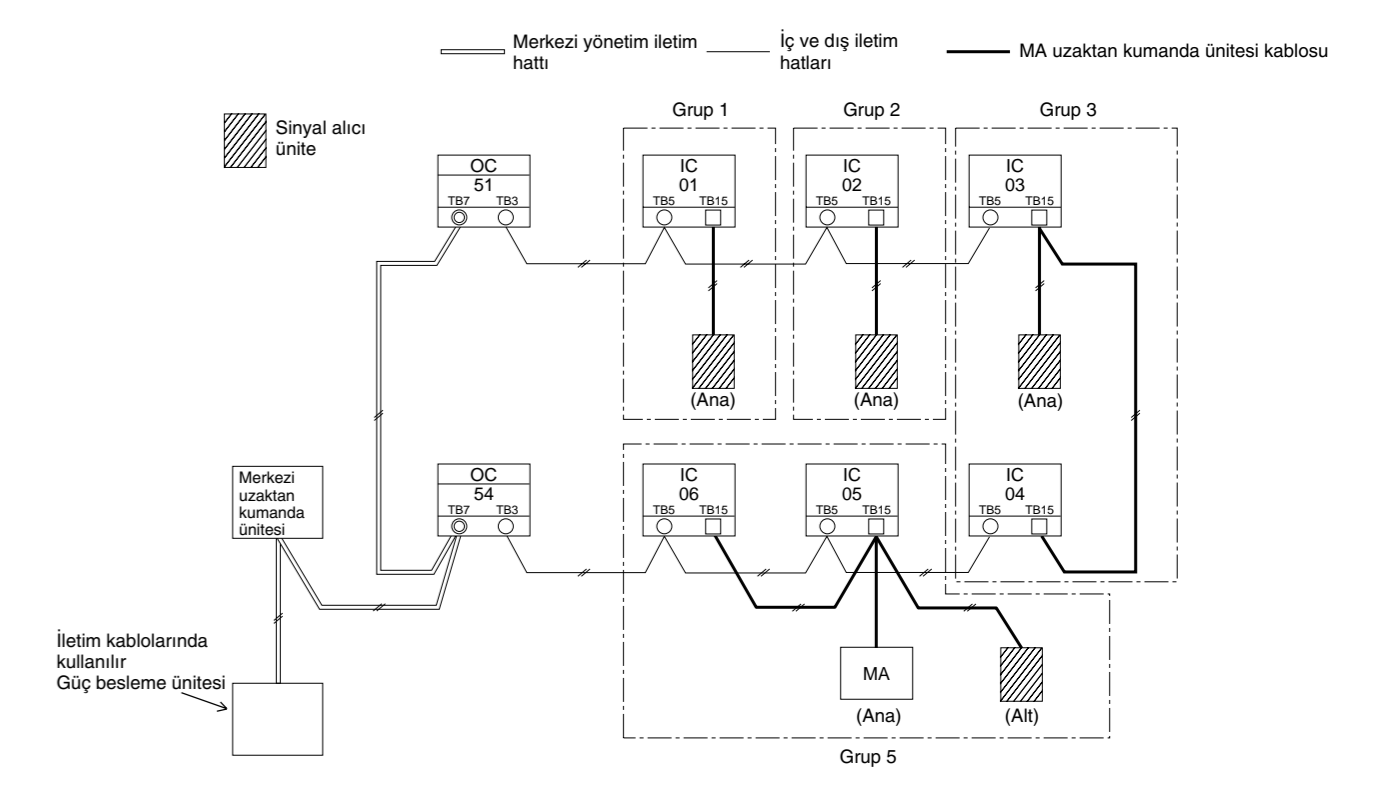 Merkezi yönetim iletim
hattı
İç ve dış iletim
hatları
MA uzaktan kumanda ünitesi kablosu
Sinyal alıcı
ünite
Grup 1
Grup 2
Grup 3
OC
51
TB7 TB3
IC
01
TB5 TB15
IC
02
TB5 TB15
IC
03
TB5 TB15
(Ana)
(Ana)
(Ana)
Merkezi
uzaktan
kumanda
ünitesi
OC
54
TB7 TB3
IC
06
TB5 TB15
IC
05
TB5 TB15
IC
04
TB5 TB15
İletim kablolarında
kullanılır
Güç besleme ünitesi
MA
(Ana)
(Alt)
Grup 5